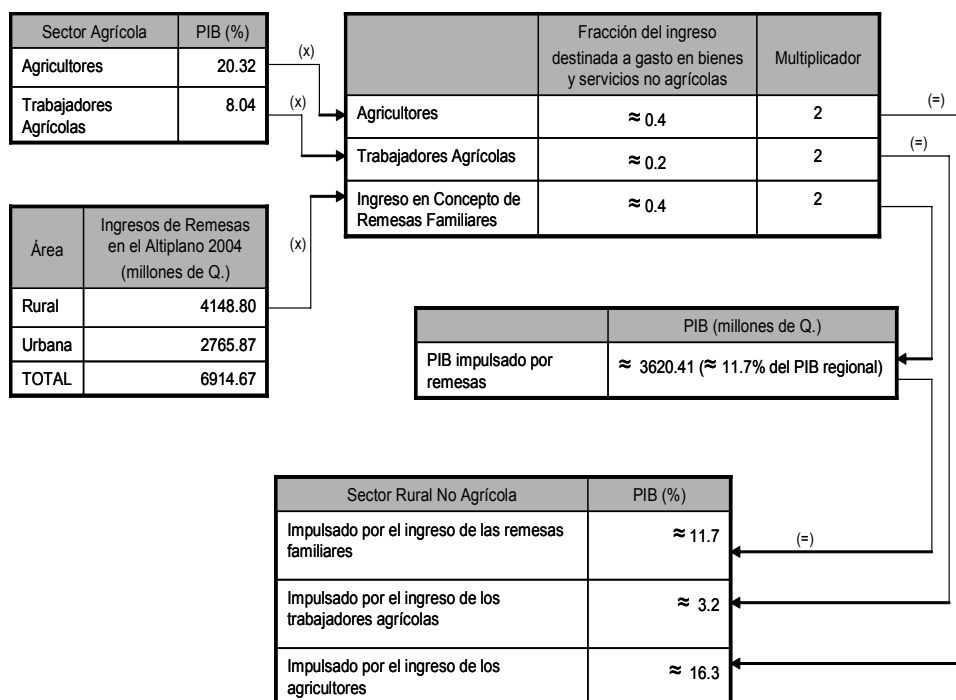 Sector Agrícola PIB (%)
Agricultores 20.32
Trabajadores 8.04
Agrícolas
(x)
(x)
Fracción del ingreso
destinada a gasto en bienes
y servicios no agrícolas
Multiplicador
Agricultores ≈ 0.4 2
Trabajadores Agrícolas ≈ 0.2 2
Ingreso en Concepto de
Remesas Familiares
≈ 0.4 2
(=)
(=)
Área
Ingresos de Remesas
en el Altiplano 2004
(millones de Q.)
Rural 4148.80
Urbana 2765.87
TOTAL 6914.67
(x)
PIB (millones de Q.)
PIB impulsado por
remesas
≈ 3620.41 (≈ 11.7% del PIB regional)
Sector Rural No Agrícola PIB (%)
Impulsado por el ingreso de las remesas
familiares
≈ 11.7
(=)
Impulsado por el ingreso de los
trabajadores agrícolas
≈ 3.2
Impulsado por el ingreso de los
agricultores
≈ 16.3